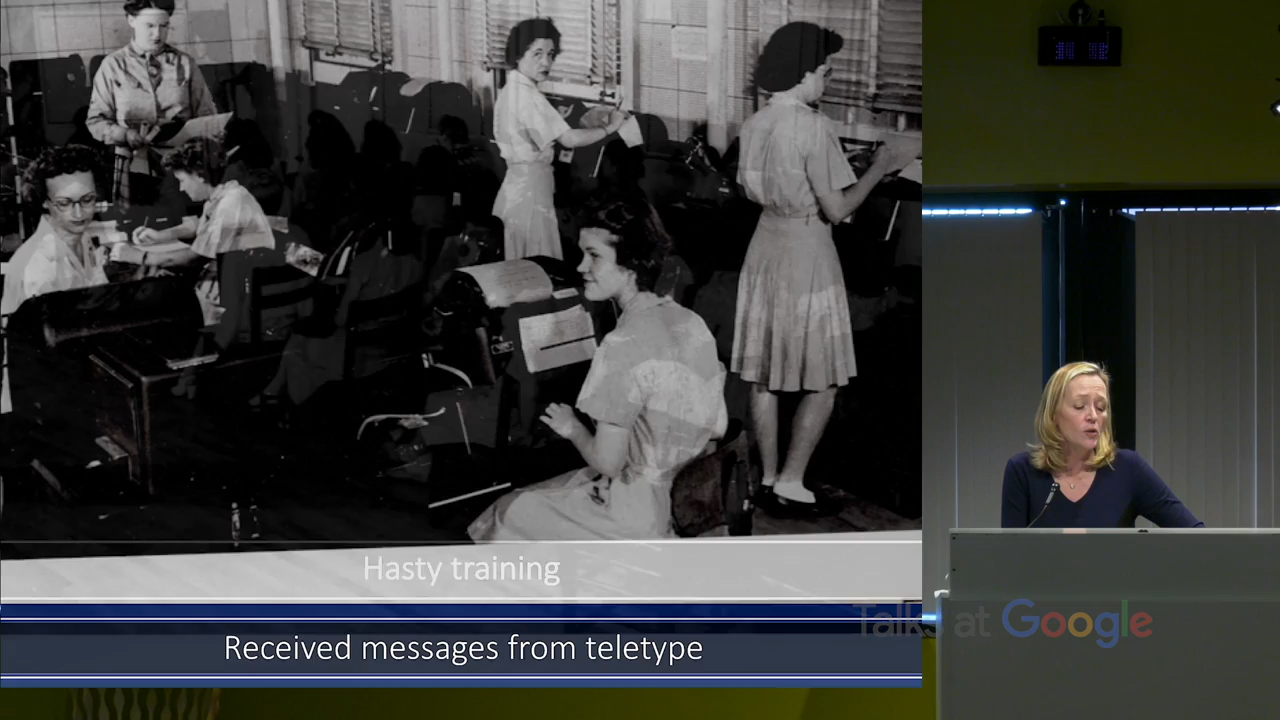 Hasty training
Received messages from teletype
Talks at Google